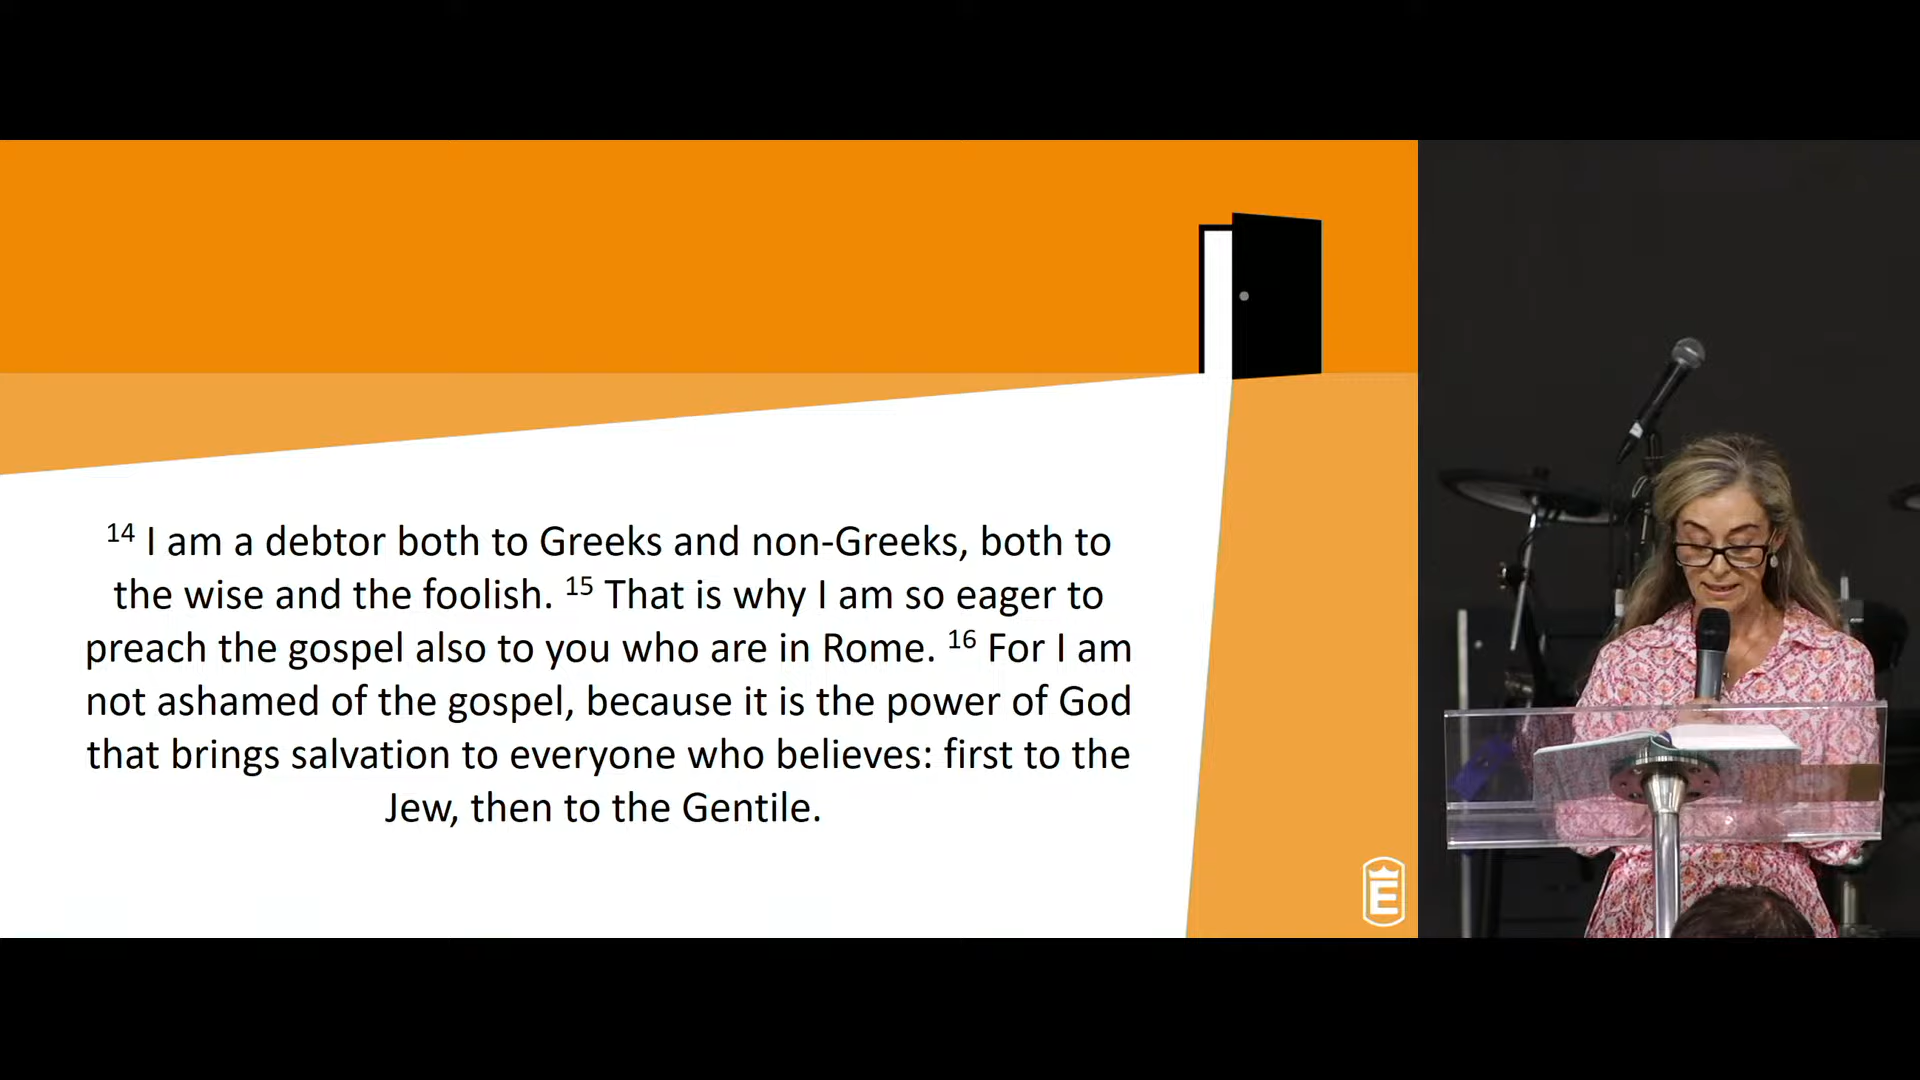 14 I am a debtor both to Greeks and non-Greeks, both to
the wise and the foolish. 15 That is why I am so eager to
preach the gospel also to you who are in Rome. 16 For I am
not ashamed of the gospel, because it is the power of God
that brings salvation to everyone who believes: first to the
Jew, then to the Gentile.
E